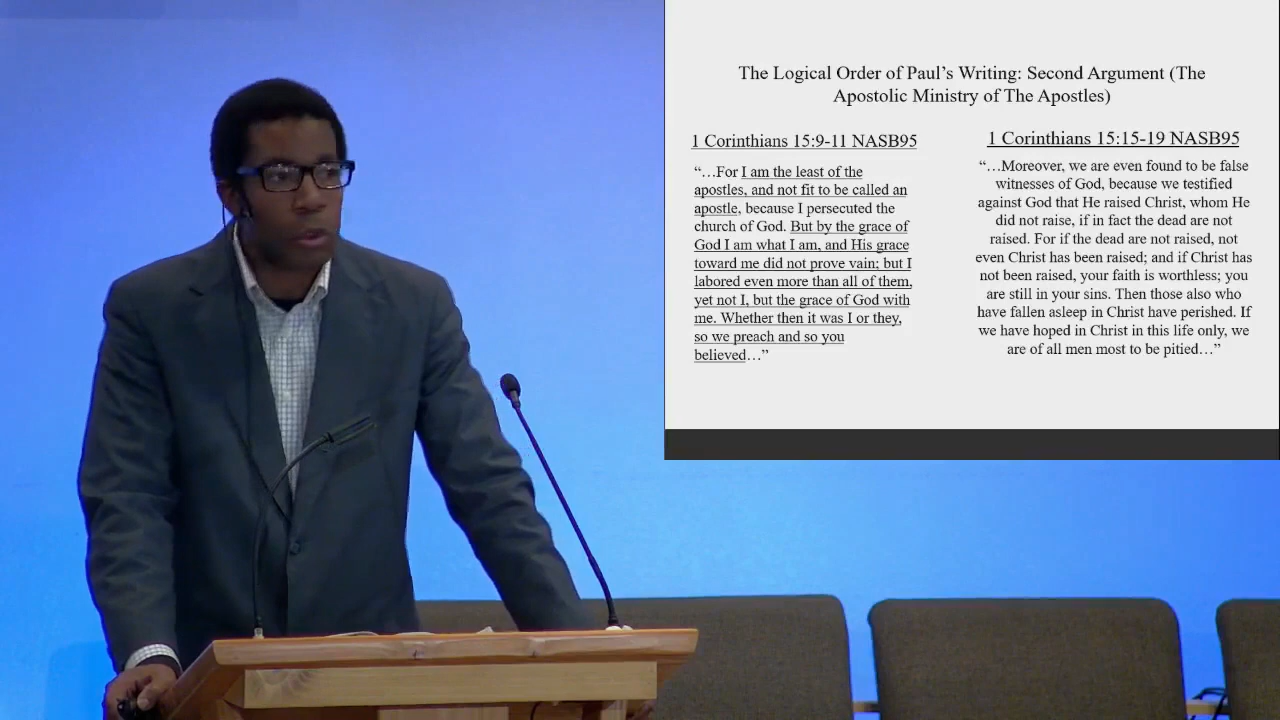 The Logical Order of Paul's Writing: Second Argument (The
Apostolic Ministry of The Apostles)
1 Corinthians 15:9-11 NASB95
“…For I am the least of the
apostles, and not fit to be called an
apostle, because I persecuted the
church of God. But by the grace of
God I am what I am, and His grace
toward me did not prove vain; but I
labored even more than all of them,
yet not I, but the grace of God with
me. Whether then it was I or they,
so we preach and so you
believed…”
1 Corinthians 15:15-19 NASB95
“…Moreover, we are even found to be false
witnesses of God, because we testified
against God that He raised Christ, whom He
did not raise, if in fact the dead are not
raised. For if the dead are not raised, not
even Christ has been raised; and if Christ has
not been raised, your faith is worthless; you
are still in your sins. Then those also who
have fallen asleep in Christ have perished. If
we have hoped in Christ in this life only, we
are of all men most to be pitied…”